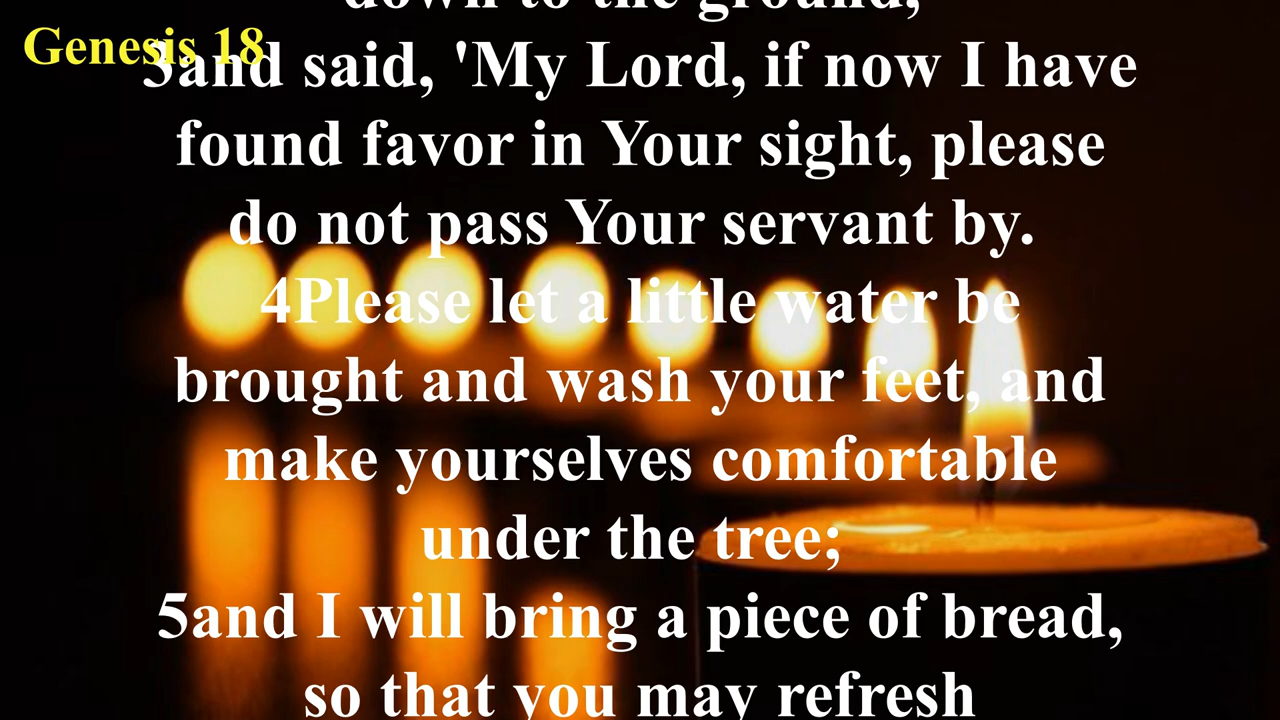 down to the ground,
Genesis 18
3and said, 'My Lord, if now I have
found favor in Your sight, please
do not pass Your servant by.
4Please let a little water be
brought and wash your feet, and
make yourselves comfortable
under the tree;
5and I will bring a piece of bread,
so that you may refresh